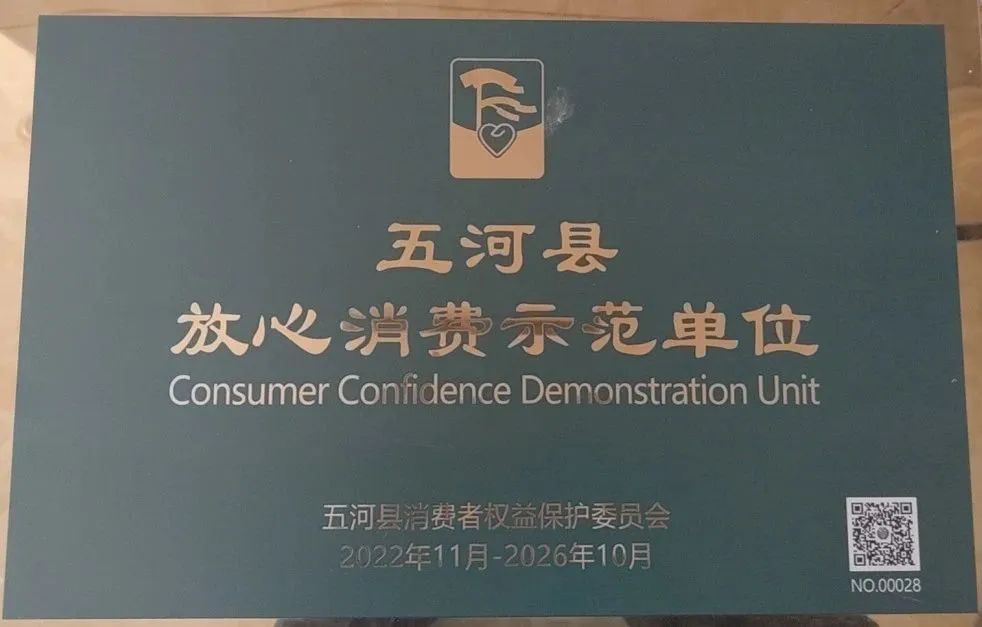 五河县
放心消费示范单位
Consumer Confidence Demonstration Unit
五河县消费者权益保护委员会
2022年11月-2026年10月
NO.00028